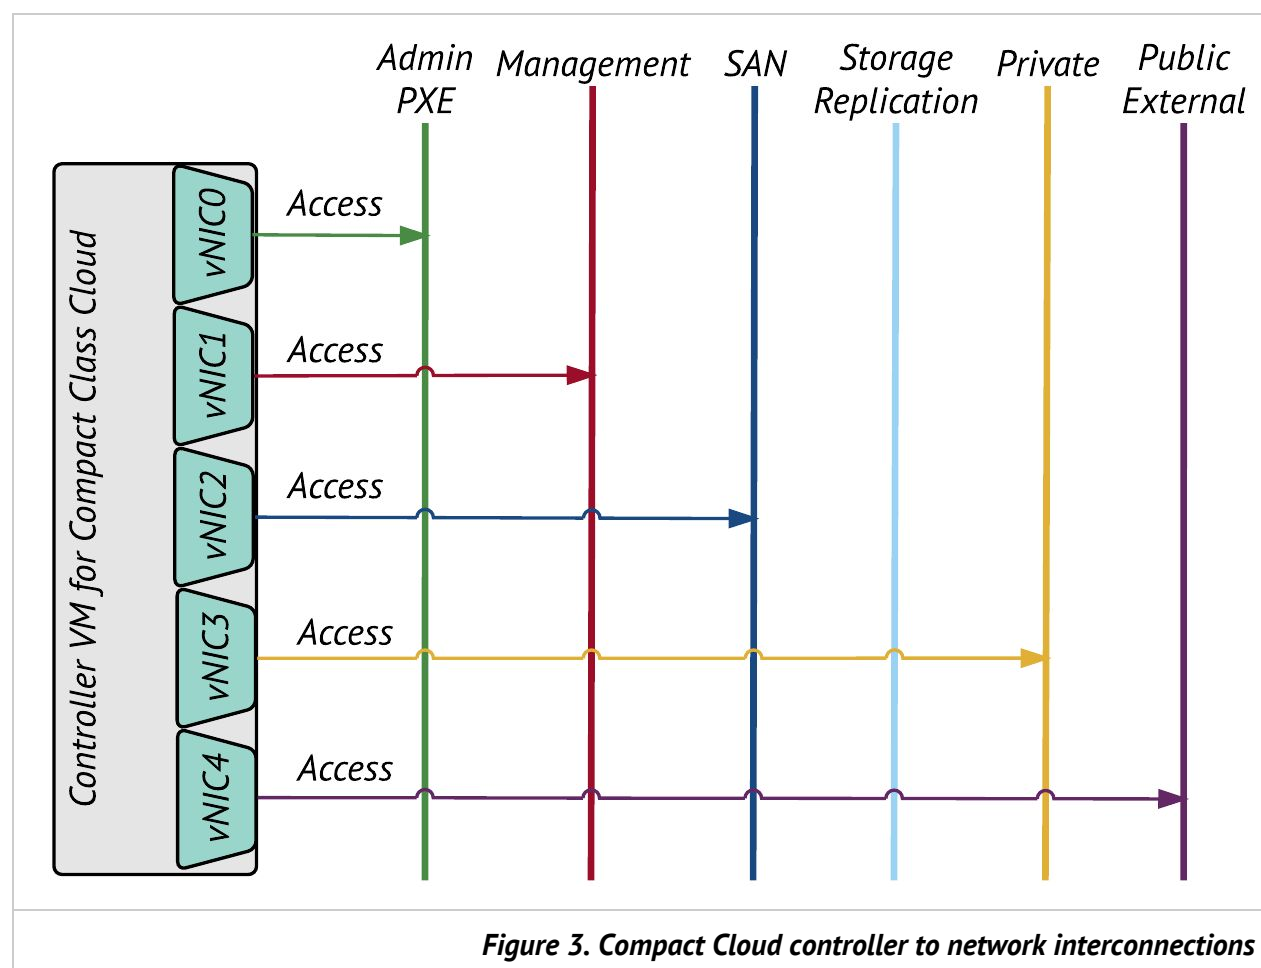 Admin
PXE
Management
SAN
Storage
Replication
Private
Public
External
Controller VM for Compact Class Cloud
vNIC0
Access
vNIC1
Access
vNIC2
Access
vNIC3
Access
vNIC4
Access
Figure 3. Compact Cloud controller to network interconnections